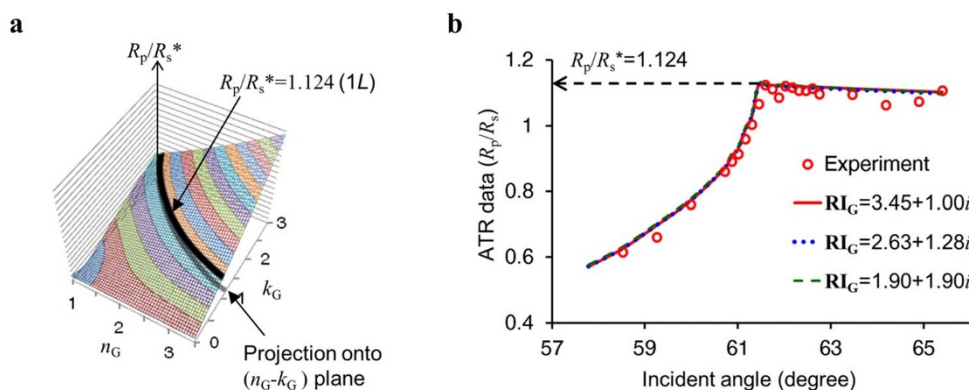 a
Rp/Rs*
Rp/Rs*=1.124 (1L)
3
2
1
0
kG
1
2
3
nG
Projection onto
(nG-kG) plane
b
1.2
1
0.8
0.6
0.4
ATR data (Rp/Rs)
Rp/Rs*=1.124
Experiment
RIG=3.45+1.00i
RIG=2.63+1.28i
RIG=1.90+1.90i
57 59 61 63 65
Incident angle (degree)